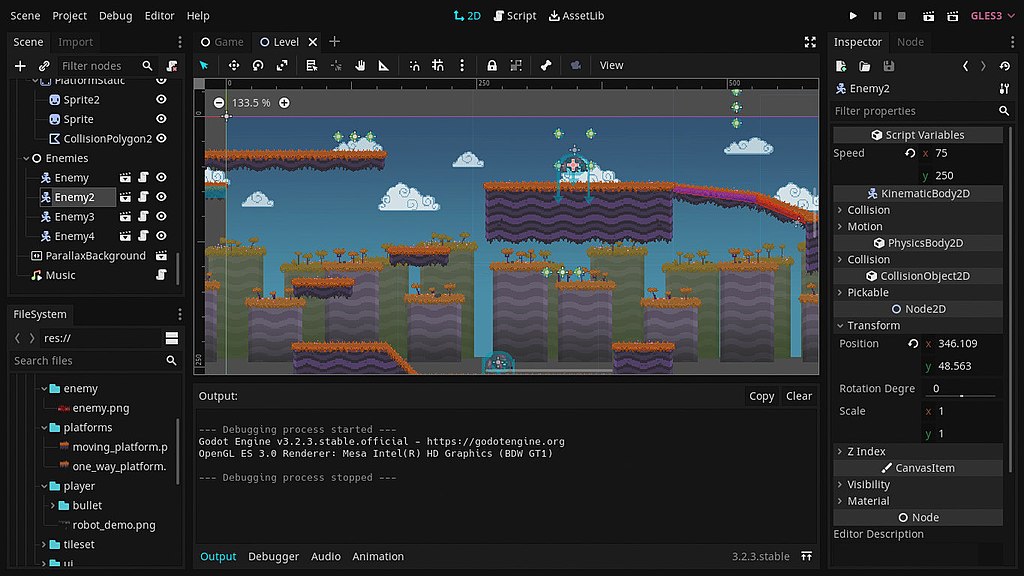 Scene Project Debug Editor Help
2D Script AssetLib
GLES3
Scene Import
Filter nodes
PlatformStatic
Sprite2
Sprite
CollisionPolygon2
Enemies
Enemy
Enemy2
Enemy3
Enemy4
ParallaxBackground
Music
FileSystem
res://
Search files
enemy
enemy.png
platforms
moving_platform.p
one_way_platform.
player
bullet
robot_demo.png
tileset
ui
Game Level
View
0 250 500
0
250
133.5 %
Output:
Copy Clear
--- Debugging process started ---
Godot Engine v3.2.3.stable.official - https://godotengine.org
OpenGL ES 3.0 Renderer: Mesa Intel(R) HD Graphics (BDW GT1)
--- Debugging process stopped ---
Output Debugger Audio Animation
3.2.3.stable
Inspector Node
Enemy2
Filter properties
Script Variables
Speed x 75
y 250
KinematicBody2D
Collision
Motion
PhysicsBody2D
Collision
CollisionObject2D
Pickable
Node2D
Transform
Position x 346.109
y 48.563
Rotation Degre 0
Scale x 1
y 1
Z Index
CanvasItem
Visibility
Material
Node
Editor Description